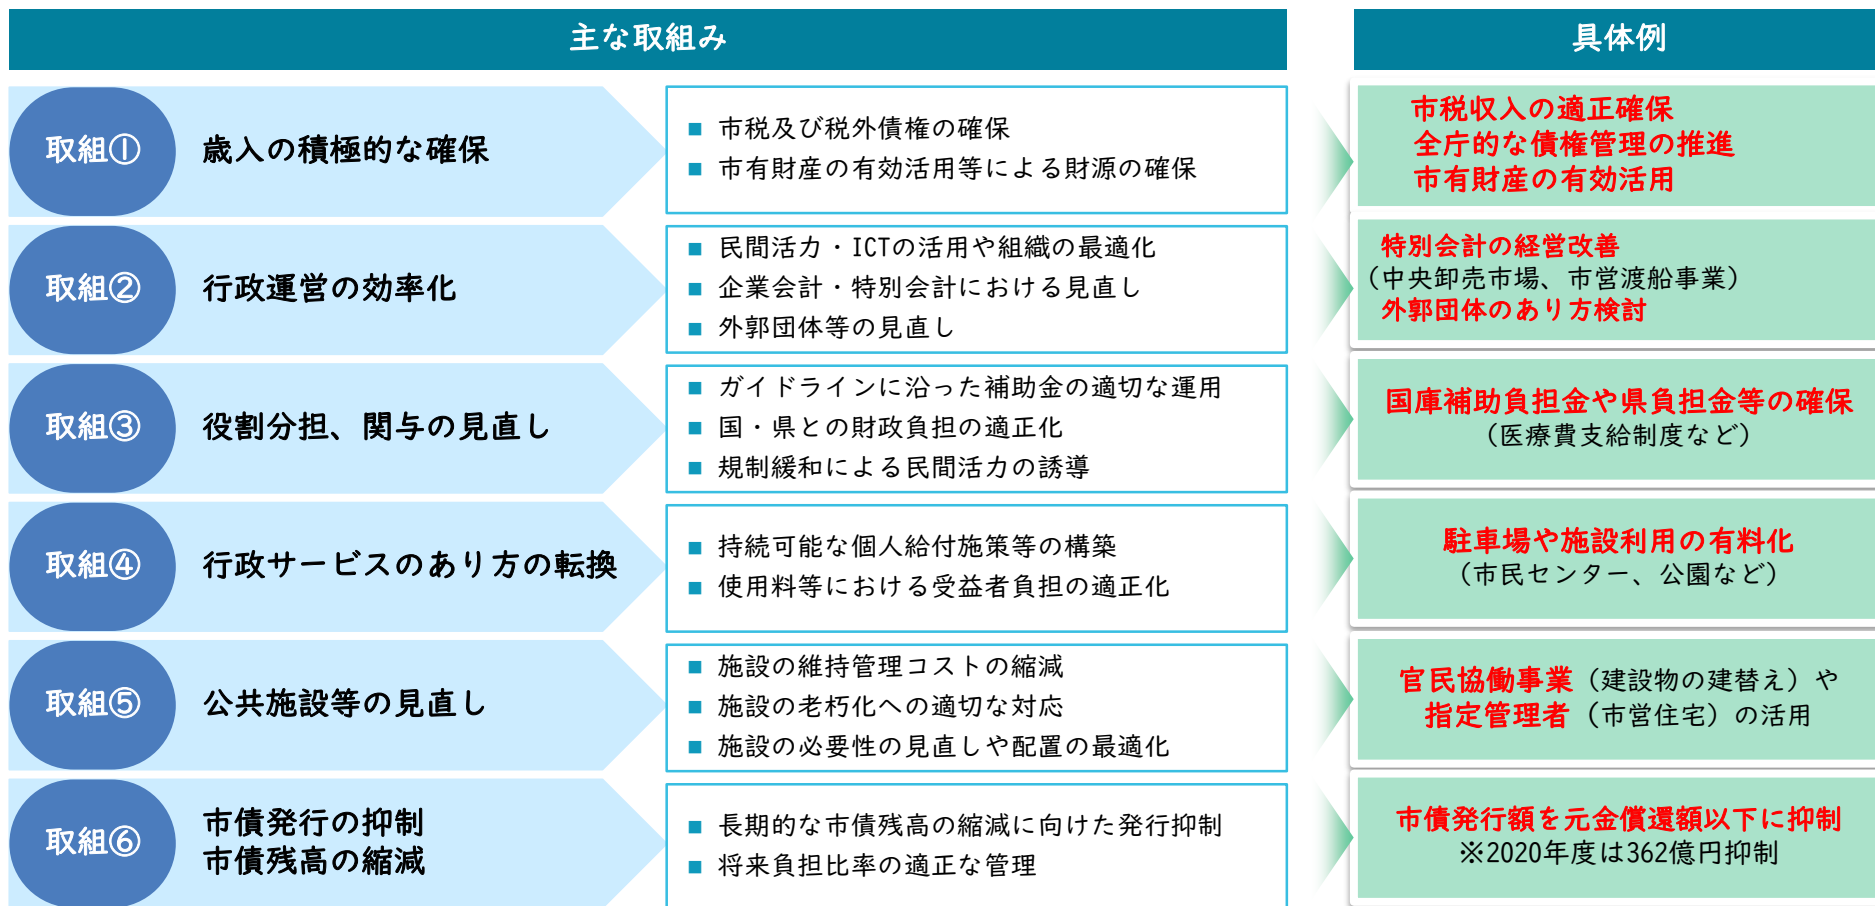 主な取組み
具体例
取組①
歳入の積極的な確保
■ 市税及び税外債権の確保
■ 市有財産の有効活用等による財源の確保
市税収入の適正確保
全庁的な債権管理の推進
市有財産の有効活用
取組②
行政運営の効率化
■ 民間活力・ICTの活用や組織の最適化
■ 企業会計・特別会計における見直し
■ 外郭団体等の見直し
特別会計の経営改善
（中央卸売市場、市営渡船事業）
外郭団体のあり方検討
取組③
役割分担、関与の見直し
■ ガイドラインに沿った補助金の適切な運用
■ 国・県との財政負担の適正化
■ 規制緩和による民間活力の誘導
国庫補助負担金や県負担金等の確保
（医療費支給制度など）
取組④
行政サービスのあり方の転換
■ 持続可能な個人給付施策等の構築
■ 使用料等における受益者負担の適正化
駐車場や施設利用の有料化
（市民センター、公園など）
取組⑤
公共施設等の見直し
■ 施設の維持管理コストの縮減
■ 施設の老朽化への適切な対応
■ 施設の必要性の見直しや配置の最適化
官民協働事業（建設物の建替え）や
指定管理者（市営住宅）の活用
取組⑥
市債発行の抑制
市債残高の縮減
■ 長期的な市債残高の縮減に向けた発行抑制
■ 将来負担比率の適正な管理
市債発行額を元金償還額以下に抑制
※2020年度は362億円抑制